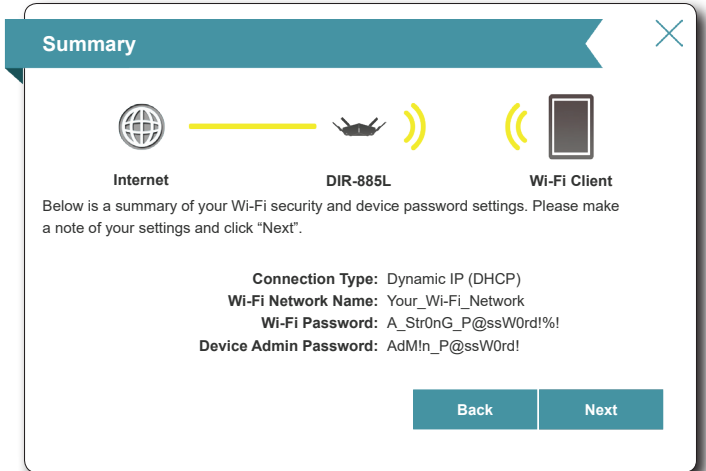 Summary
Internet
DIR-885L
Wi-Fi Client
Below is a summary of your Wi-Fi security and device password settings. Please make
a note of your settings and click “Next”.
Connection Type: Dynamic IP (DHCP)
Wi-Fi Network Name: Your_Wi-Fi_Network
Wi-Fi Password: A_Str0nG_P@ssW0rd!%!
Device Admin Password: AdM!n_P@ssW0rd!
Back
Next